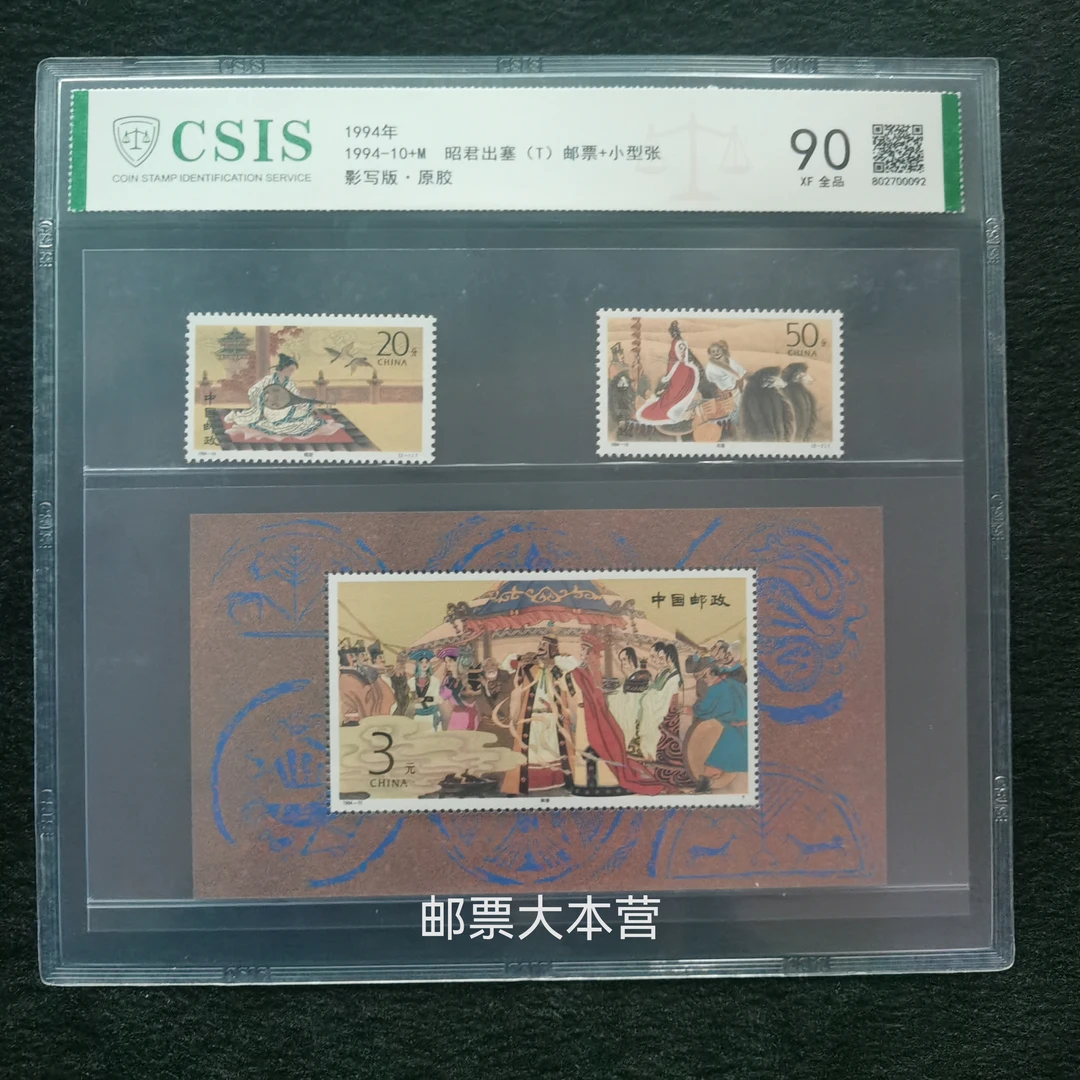 CSIS
COIN STAMP IDENTIFICATION SERVICE
1994年
1994-10+M 昭君出塞（T）邮票+小型张
影写版·原胶
90
XF 全品
802700092
20分
CHINA
中国邮政
50分
CHINA
中国邮政
3元
CHINA
1994-10
邮票大本营